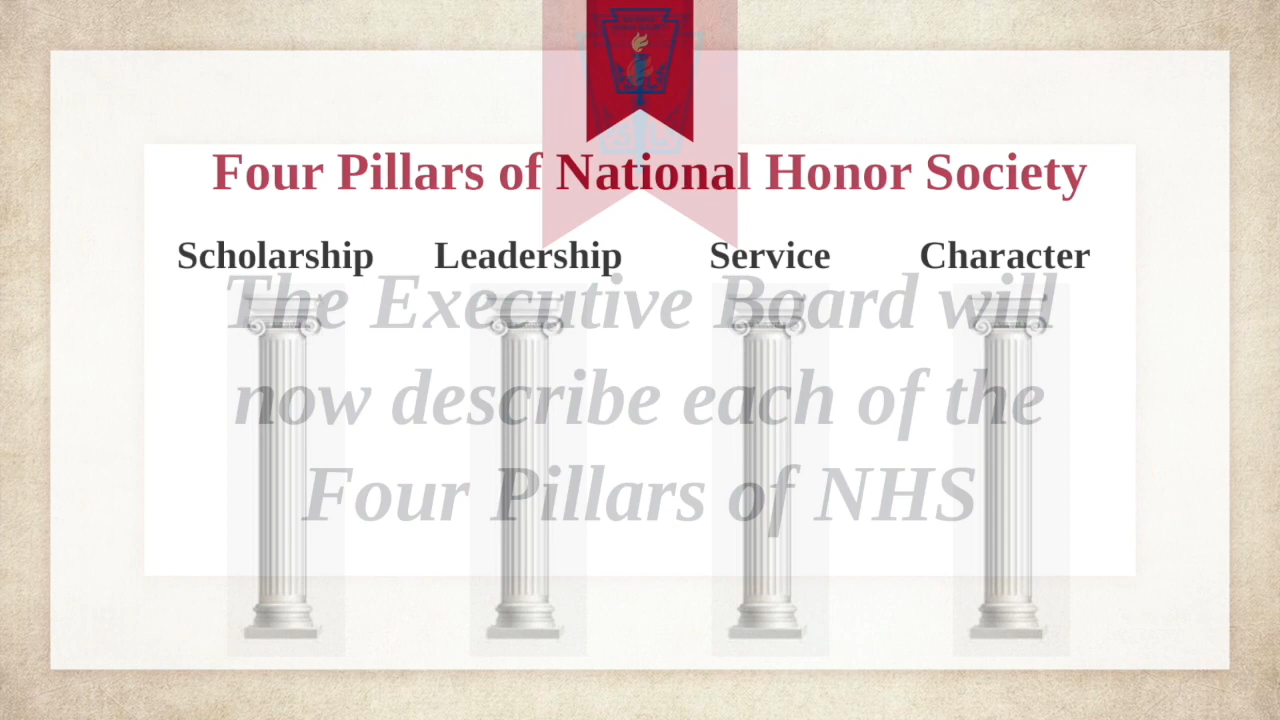 Four Pillars of National Honor Society
Scholarship Leadership Service Character
The Executive Board will
now describe each of the
Four Pillars of NHS